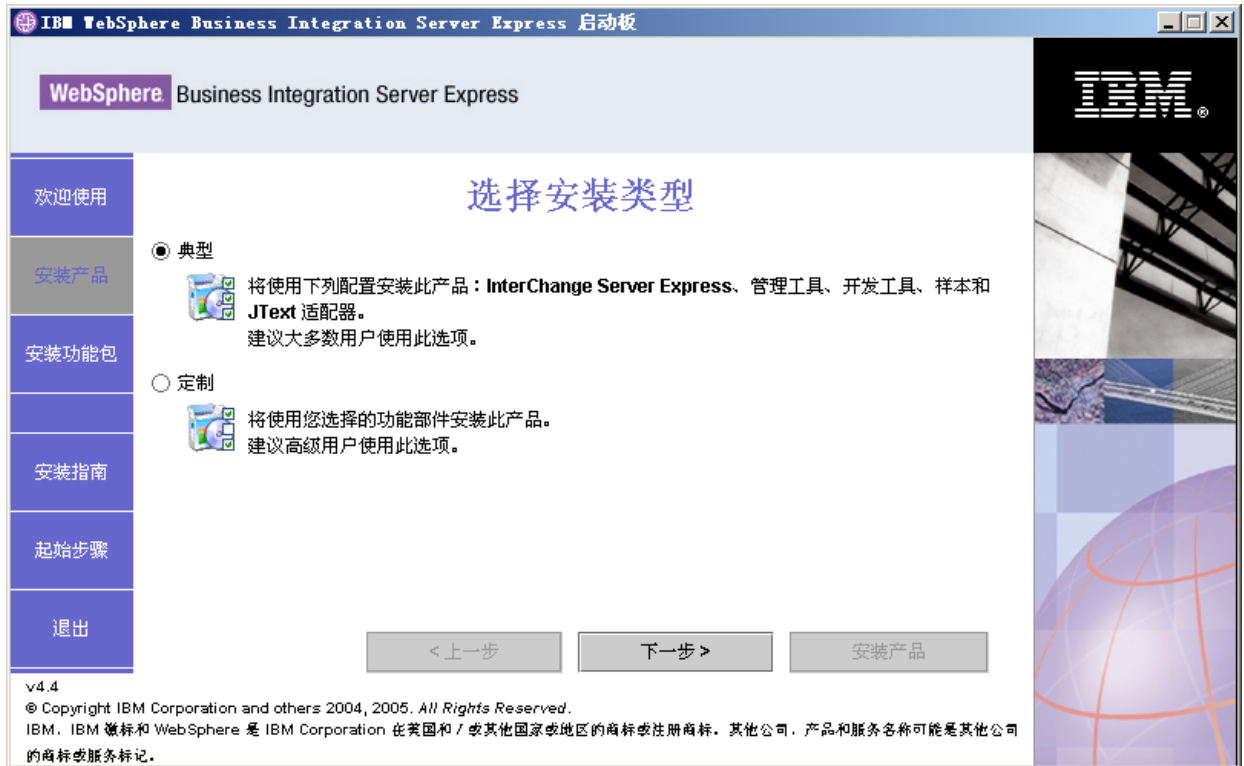 IBM WebSphere Business Integration Server Express 启动板
WebSphere. Business Integration Server Express
IBM®
欢迎使用
安装产品
安装功能包
安装指南
起始步骤
退出
选择安装类型
典型
将使用下列配置安装此产品：InterChange Server Express、管理工具、开发工具、样本和
JText 适配器。
建议大多数用户使用此选项。
定制
将使用您选择的功能部件安装此产品。
建议高级用户使用此选项。
<上一步
下一步>
安装产品
v4.4
© Copyright IBM Corporation and others 2004, 2005. All Rights Reserved.
IBM，IBM 徽标和 WebSphere 是 IBM Corporation 在美国和 / 或其他国家或地区的商标或注册商标。其他公司，产品和服务名称可能是其他公司
的商标或服务标记。